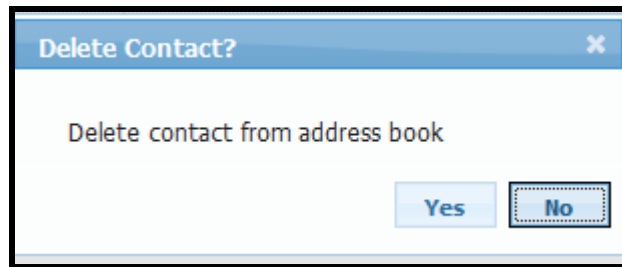 Delete Contact?
Delete contact from address book
Yes No